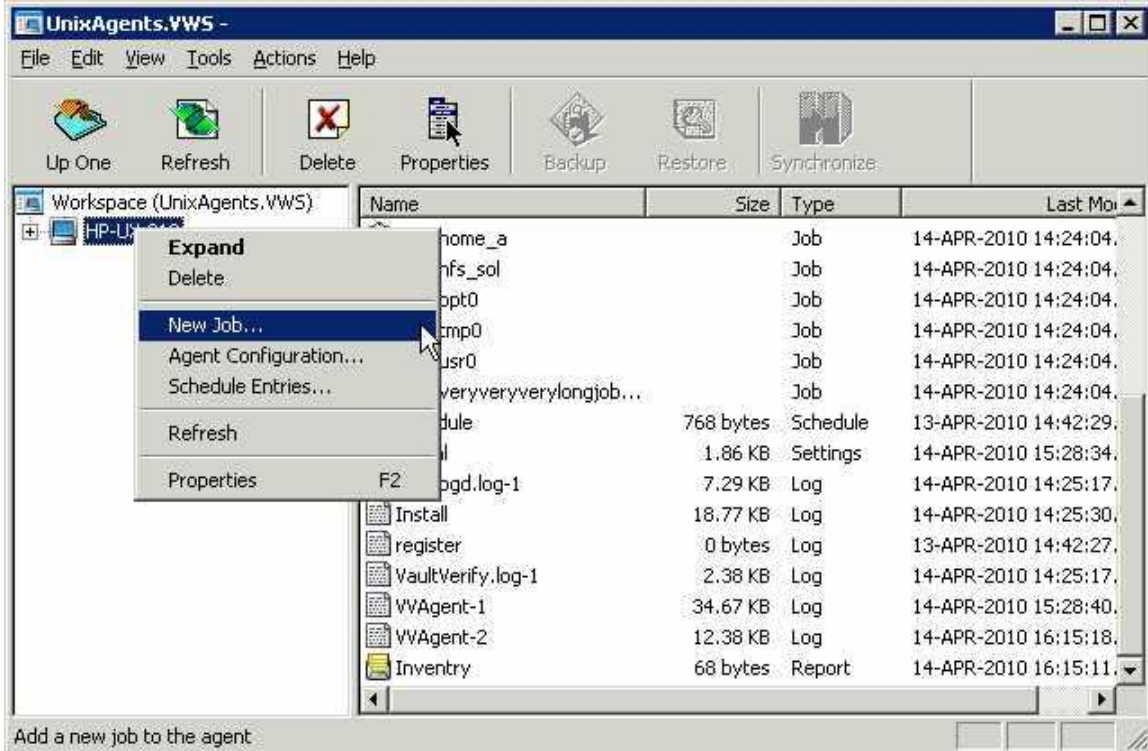 UnixAgents.VWS -
File Edit View Tools Actions Help
Up One Refresh Delete Properties Backup Restore Synchronize
Workspace (UnixAgents.VWS)
Name Size Type Last Mo
HP-UX
Expand
Delete
New Job...
Agent Configuration...
Schedule Entries...
Refresh
Properties F2
home_a Job 14-APR-2010 14:24:04.
nfs_sol Job 14-APR-2010 14:24:04.
opt0 Job 14-APR-2010 14:24:04.
tmp0 Job 14-APR-2010 14:24:04.
usr0 Job 14-APR-2010 14:24:04.
veryveryverylongjob... Job 14-APR-2010 14:24:04.
dule 768 bytes Schedule 13-APR-2010 14:42:29.
l 1.86 KB Settings 14-APR-2010 15:28:34.
ogd.log-1 7.29 KB Log 14-APR-2010 14:25:17.
Install 18.77 KB Log 14-APR-2010 14:25:30.
register 0 bytes Log 13-APR-2010 14:42:27.
VaultVerify.log-1 2.38 KB Log 14-APR-2010 14:25:17.
VVAgent-1 34.67 KB Log 14-APR-2010 15:28:40.
VVAgent-2 12.38 KB Log 14-APR-2010 16:15:18.
Inventry 68 bytes Report 14-APR-2010 16:15:11.
Add a new job to the agent